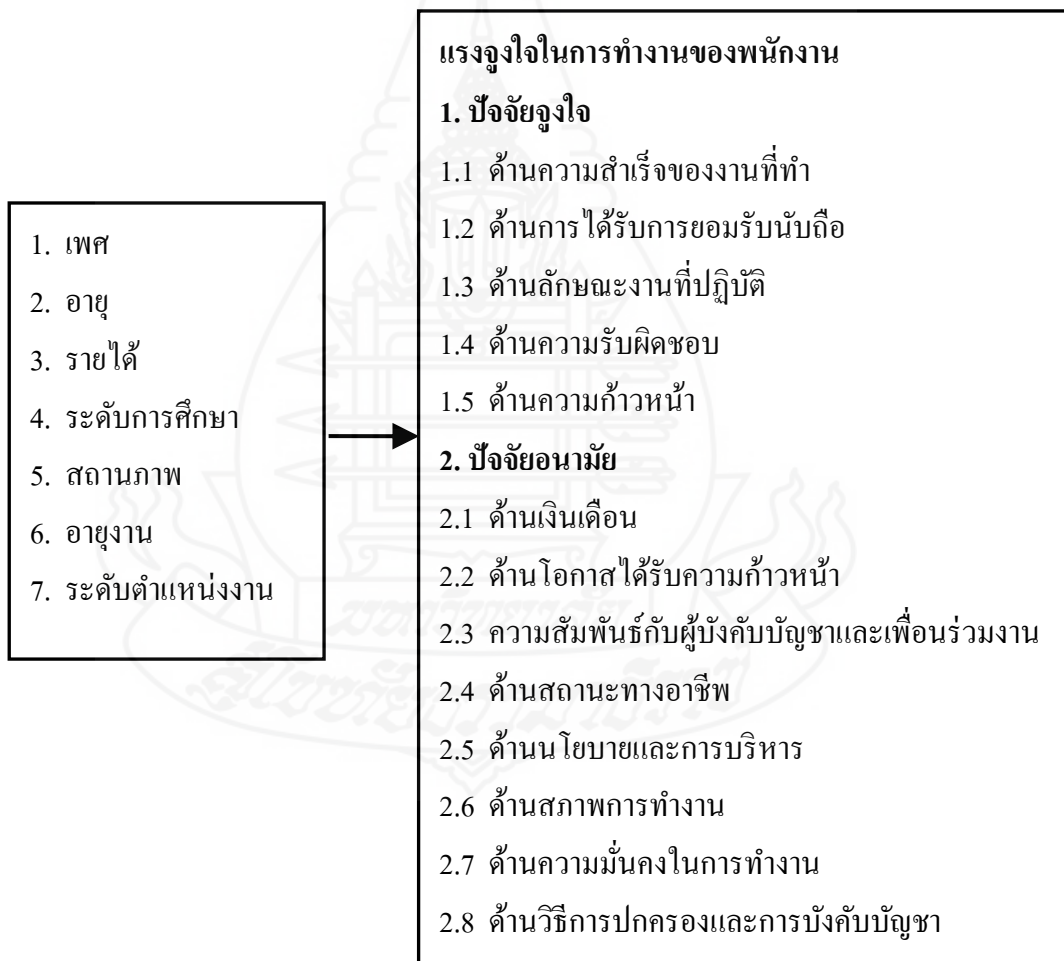 แรงจูงใจในการทำงานของพนักงาน
1. ปัจจัยจูงใจ
1.1 ด้านความสำเร็จของงานที่ทำ
1.2 ด้านการได้รับการยอมรับนับถือ
1.3 ด้านลักษณะงานที่ปฏิบัติ
1.4 ด้านความรับผิดชอบ
1.5 ด้านความก้าวหน้า
2. ปัจจัยอนามัย
2.1 ด้านเงินเดือน
2.2 ด้านโอกาสได้รับความก้าวหน้า
2.3 ความสัมพันธ์กับผู้บังคับบัญชาและเพื่อนร่วมงาน
2.4 ด้านสถานะทางอาชีพ
2.5 ด้านนโยบายและการบริหาร
2.6 ด้านสภาพการทำงาน
2.7 ด้านความมั่นคงในการทำงาน
2.8 ด้านวิธีการปกครองและการบังคับบัญชา
1. เพศ
2. อายุ
3. รายได้
4. ระดับการศึกษา
5. สถานภาพ
6. อายุงาน
7. ระดับตำแหน่งงาน